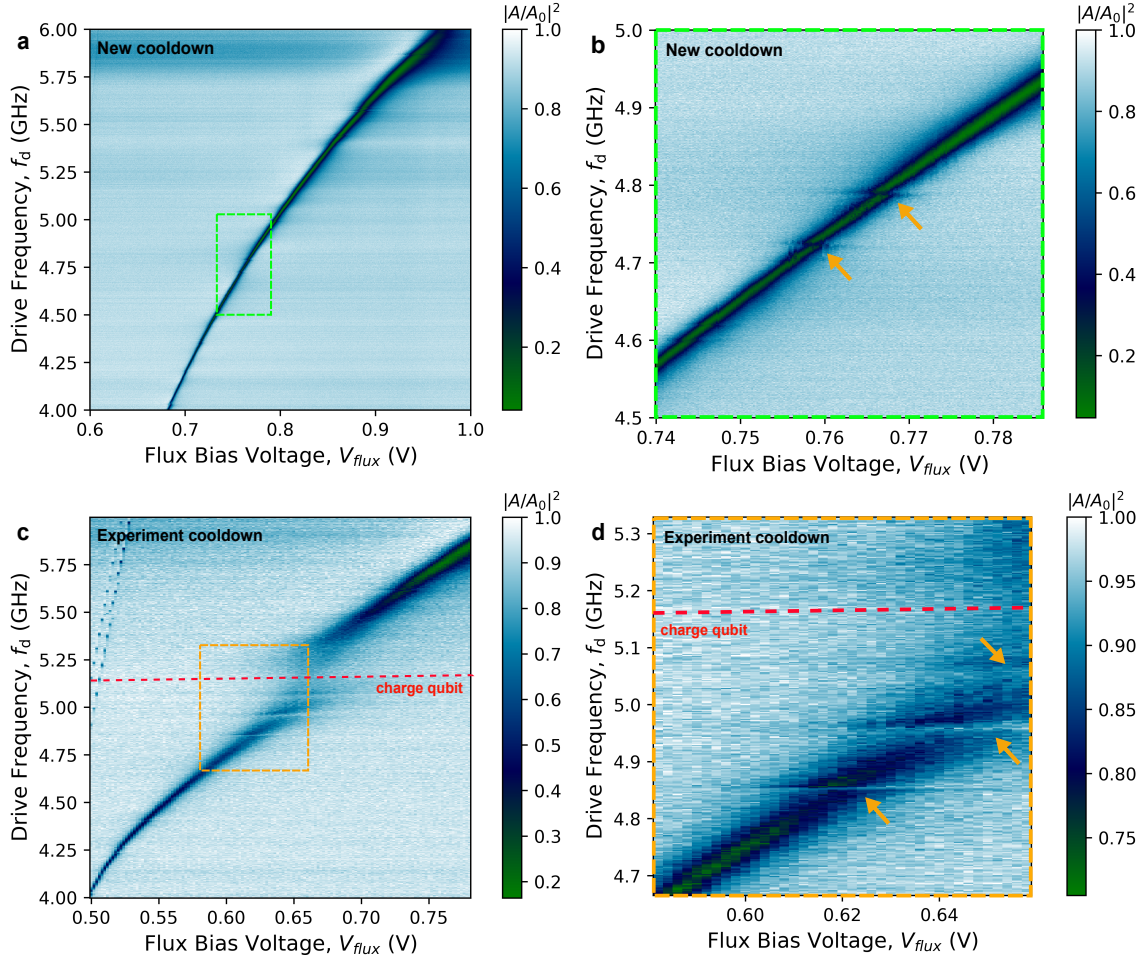 a
New cooldown
|A/A₀|²
6.00
5.75
5.50
5.25
5.00
4.75
4.50
4.25
4.00
0.6 0.7 0.8 0.9 1.0
Drive Frequency, f_d (GHz)
Flux Bias Voltage, V_flux (V)
1.0
0.8
0.6
0.4
0.2
b
New cooldown
|A/A₀|²
5.0
4.9
4.8
4.7
4.6
4.5
0.74 0.75 0.76 0.77 0.78
Drive Frequency, f_d (GHz)
Flux Bias Voltage, V_flux (V)
1.0
0.8
0.6
0.4
0.2
c
Experiment cooldown
|A/A₀|²
5.75
5.50
5.25
5.00
4.75
4.50
4.25
4.00
charge qubit
0.50 0.55 0.60 0.65 0.70 0.75
Drive Frequency, f_d (GHz)
Flux Bias Voltage, V_flux (V)
1.0
0.9
0.8
0.7
0.6
0.5
0.4
0.3
0.2
d
Experiment cooldown
|A/A₀|²
5.3
5.2
5.1
5.0
4.9
4.8
4.7
charge qubit
0.60 0.62 0.64
Drive Frequency, f_d (GHz)
Flux Bias Voltage, V_flux (V)
1.00
0.95
0.90
0.85
0.80
0.75